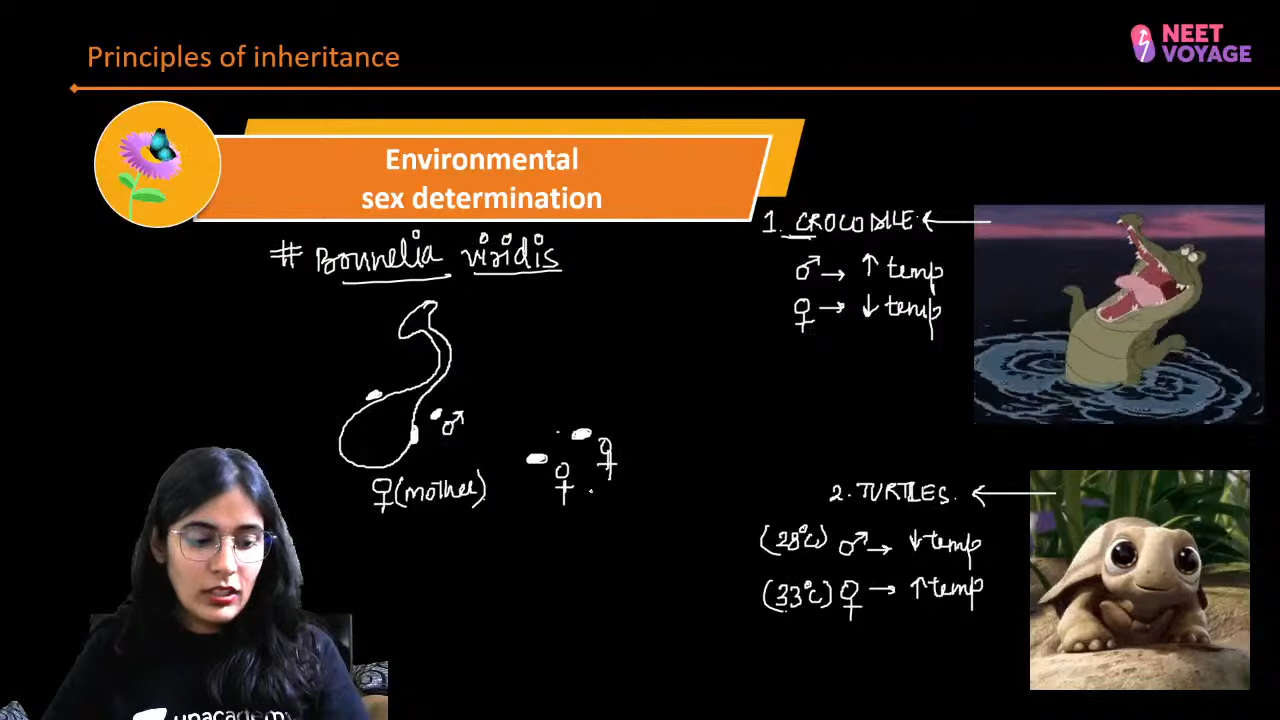 Principles of inheritance
NEET
VOYAGE
Environmental
sex determination
# Bonnelia viridis
♂
♀(mother)
♀
♀
1. CROCODILE ←
♂ → ↑ temp
♀ → ↓ temp
2. TURTLES. ←
(28°C) ♂ → ↓ temp
(33°C) ♀ → ↑ temp
unacademy